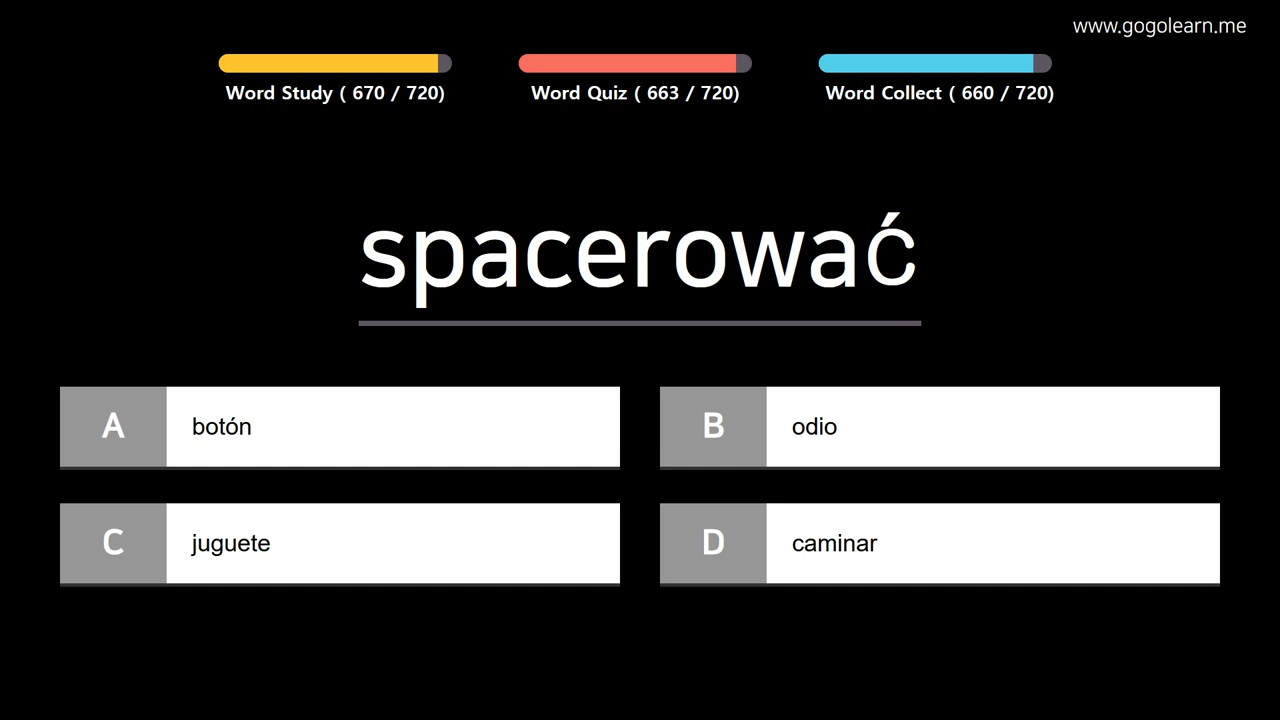 www.gogolearn.me
Word Study ( 670 / 720)
Word Quiz ( 663 / 720)
Word Collect ( 660 / 720)
spacerować
A botón
B odio
C juguete
D caminar